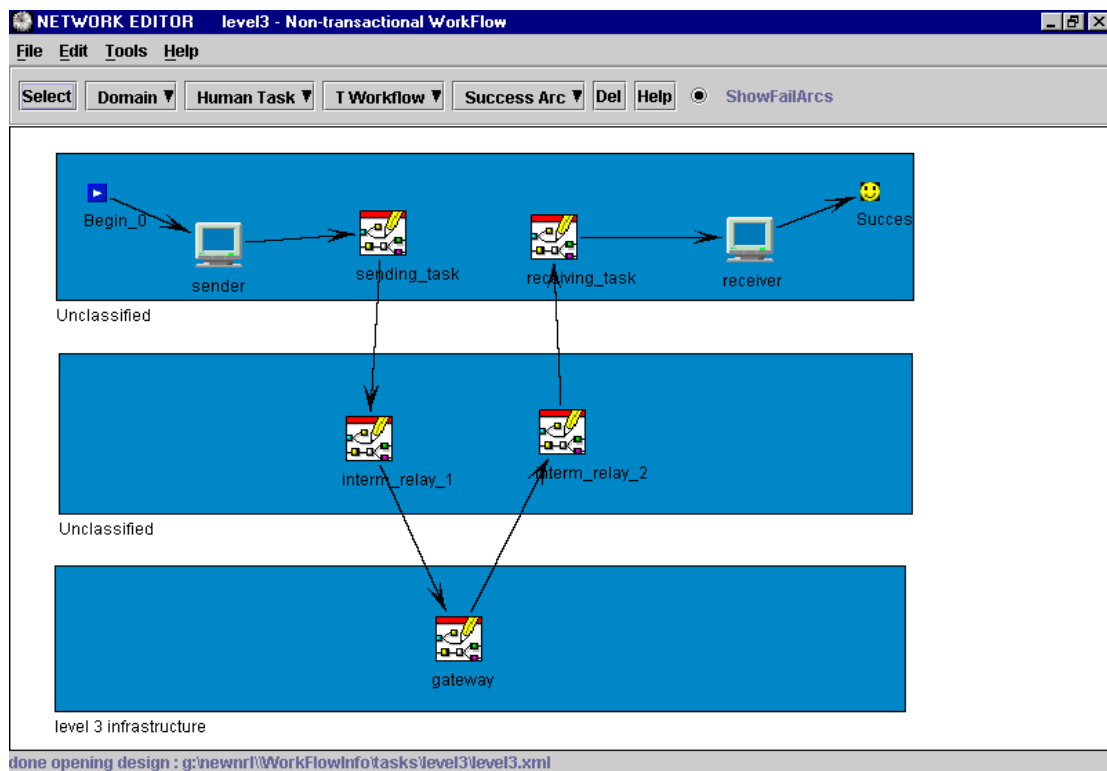 NETWORK EDITOR level3 - Non-transactional WorkFlow
File Edit Tools Help
Select Domain Human Task T Workflow Success Arc Del Help ShowFailArcs
Begin_0
sender
sending_task
receiving_task
receiver
Succes
Unclassified
interm_relay_1
interm_relay_2
Unclassified
gateway
level 3 infrastructure
done opening design : g:\newnrl\\WorkFlowInfo\tasks\level3\level3.xml